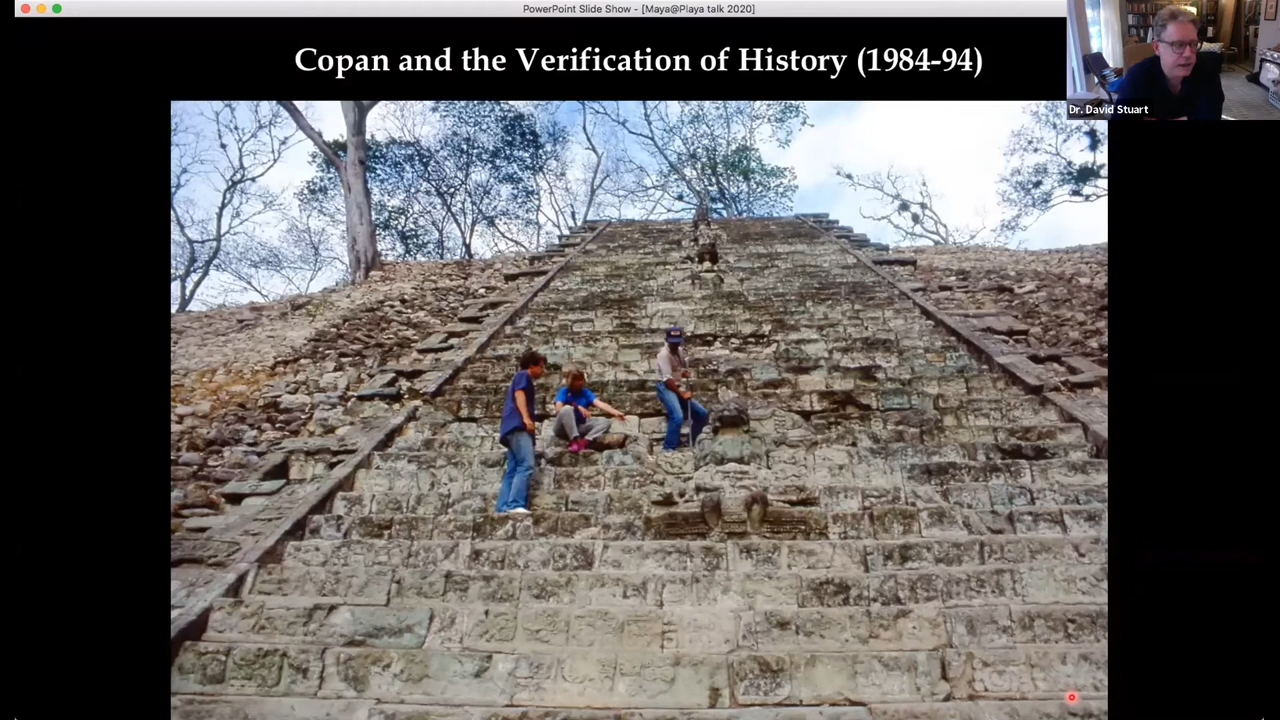 PowerPoint Slide Show - [Maya@Playa talk 2020]
Copan and the Verification of History (1984-94)
Dr. David Stuart